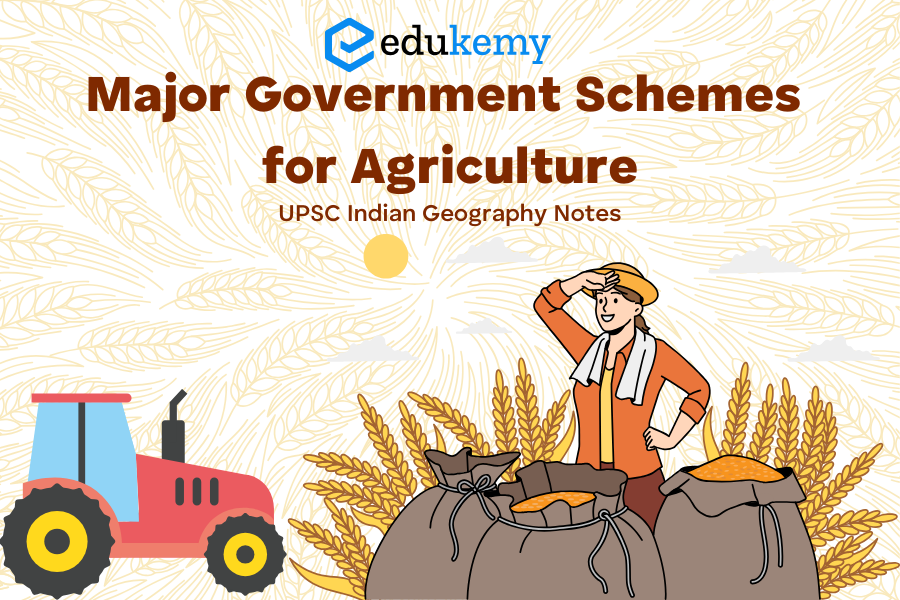 edukemy
Major Government Schemes
for Agriculture
UPSC Indian Geography Notes